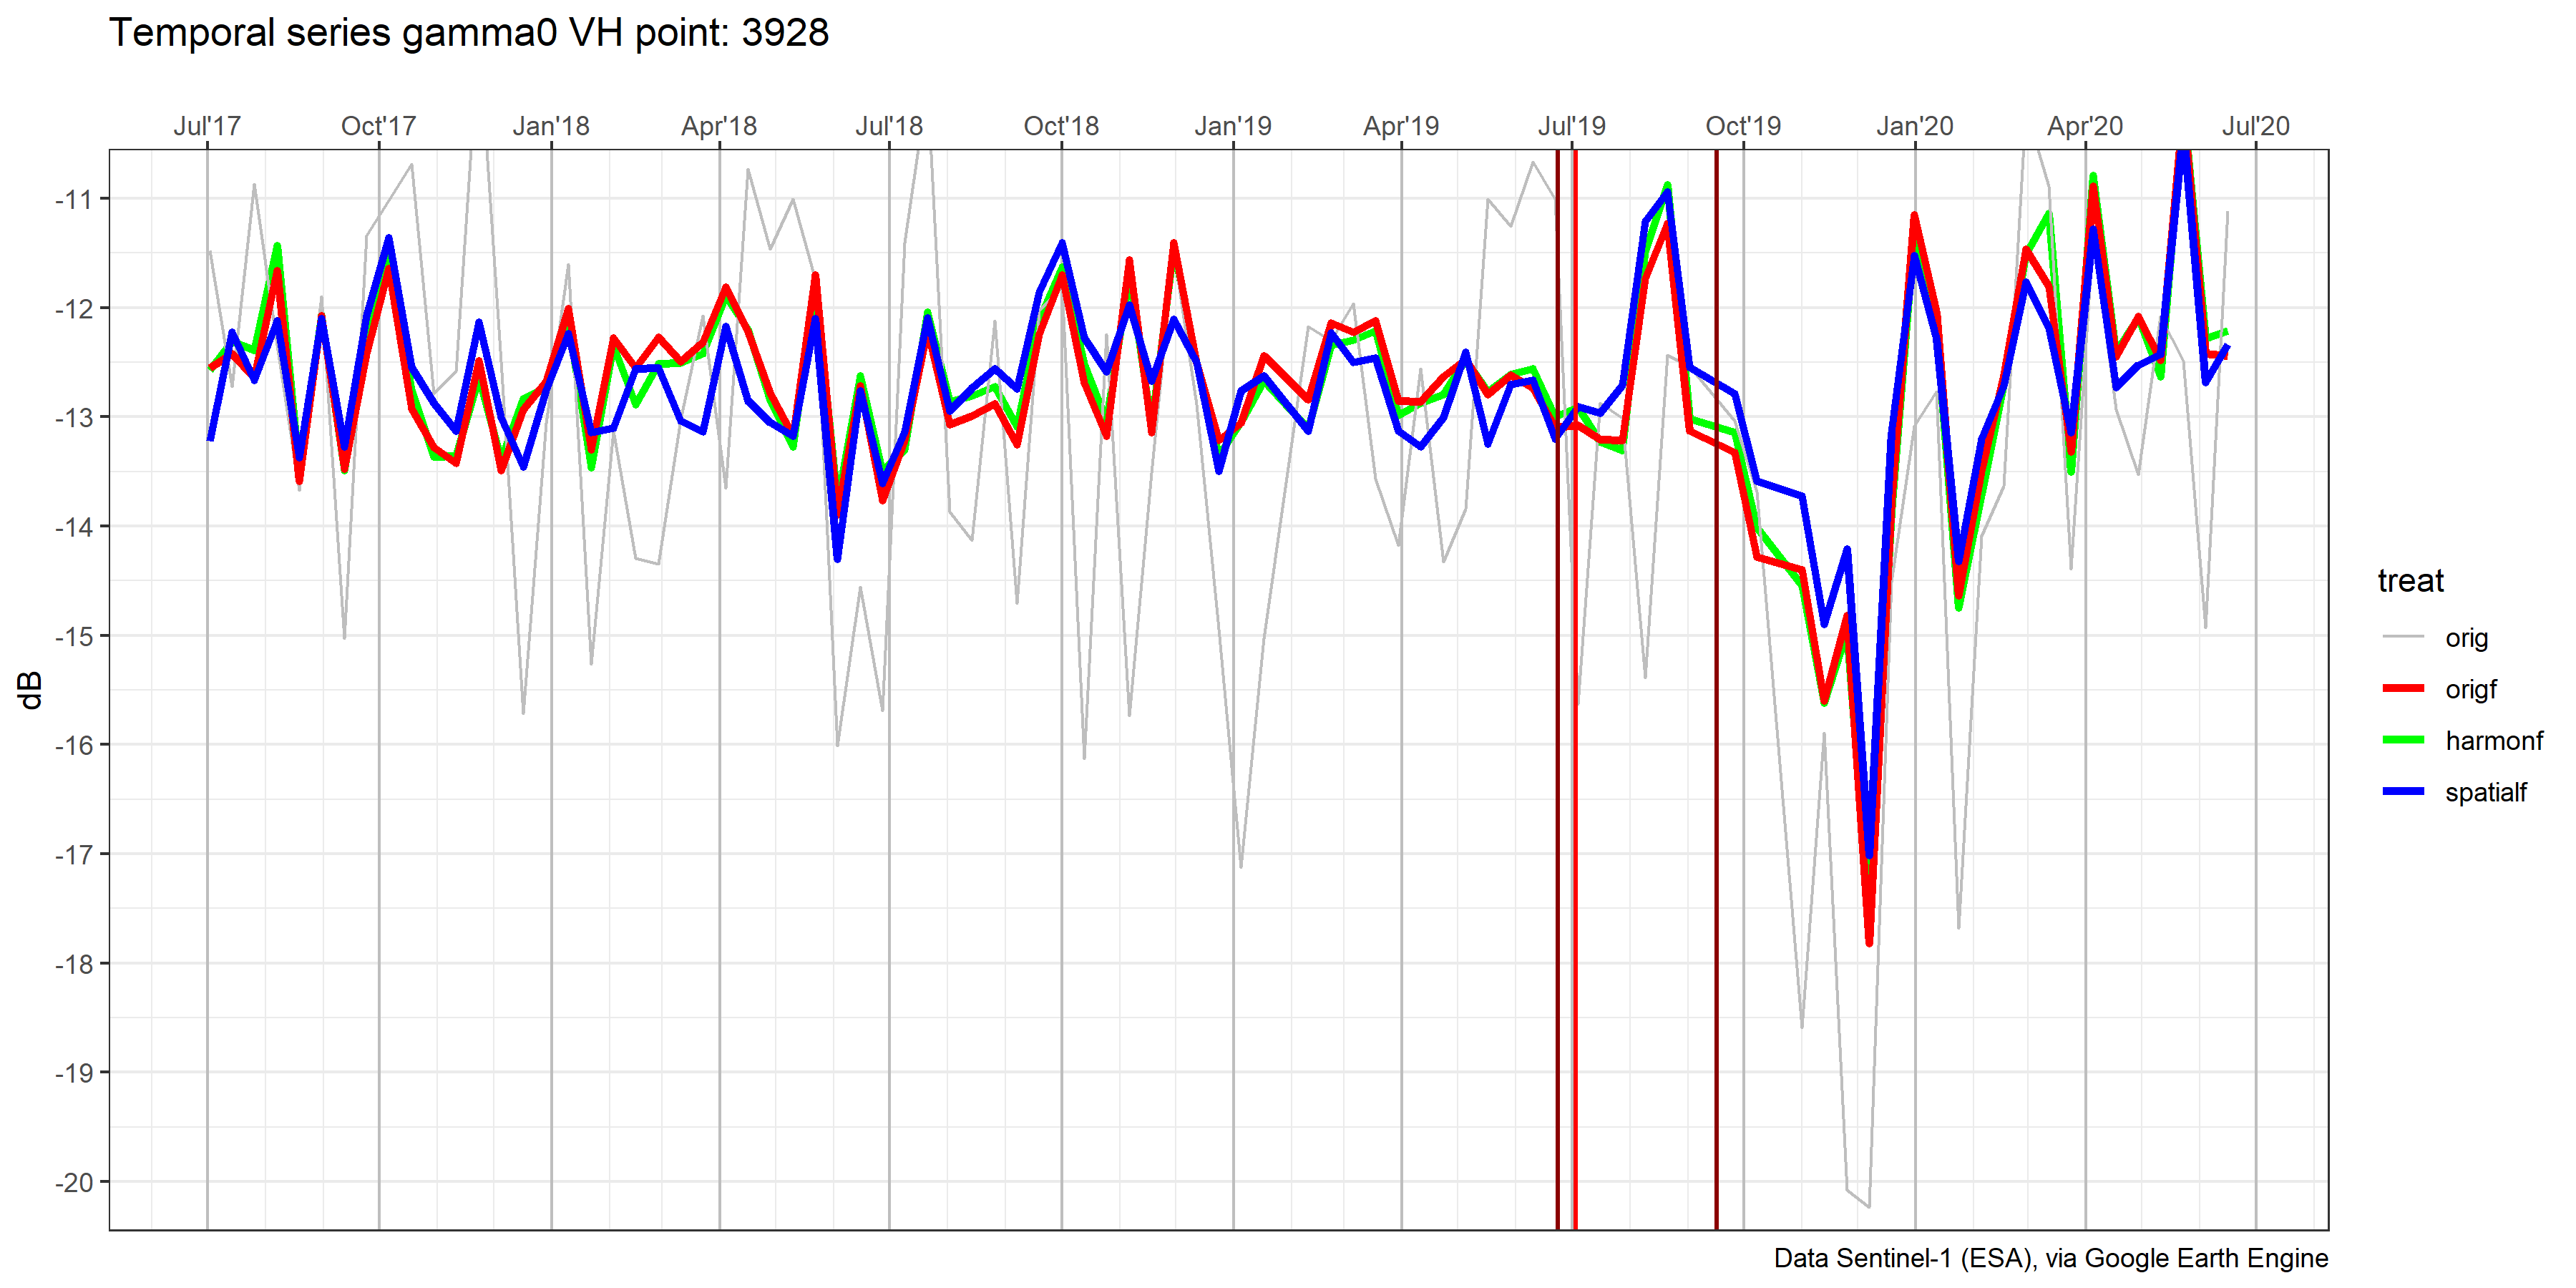 Temporal series gamma0 VH point: 3928
Jul'17 Oct'17 Jan'18 Apr'18 Jul'18 Oct'18 Jan'19 Apr'19 Jul'19 Oct'19 Jan'20 Apr'20 Jul'20
-11
-12
-13
-14
-15
-16
-17
-18
-19
-20
dB
treat
orig
origf
harmonf
spatialf
Data Sentinel-1 (ESA), via Google Earth Engine